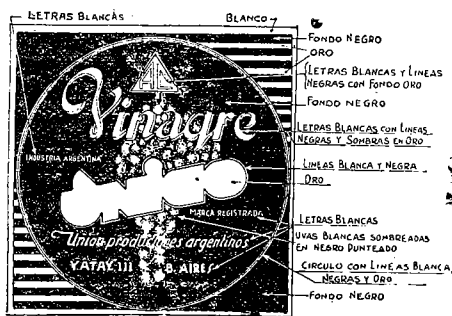 LETRAS BLANCAS
BLANCO
FONDO NEGRO
ORO
LETRAS BLANCAS Y LINEAS
NEGRAS CON FONDO ORO
FONDO NEGRO
LETRAS BLANCAS CON LINEAS
NEGRAS Y SOMBRAS EN ORO
LINEAS BLANCA Y NEGRA
ORO
LETRAS BLANCAS
UVAS BLANCAS SOMBREADAS
EN NEGRO PUNTEADO
CIRCULO CON LINEAS BLANCA,
NEGRAS Y ORO
FONDO NEGRO
Vinagre
INDUSTRIA ARGENTINA
MARCA REGISTRADA
"Union productores argentinos"
YATAY 111 B. AIRES